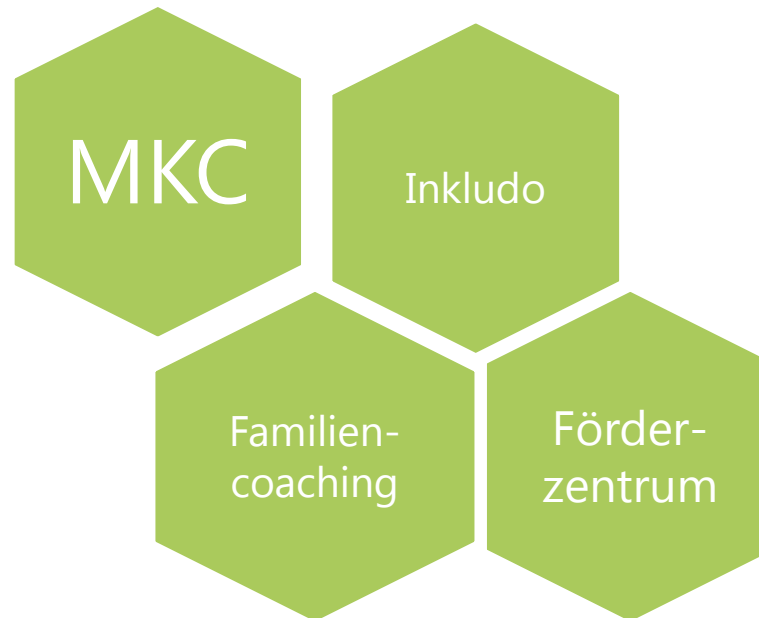 MKC
Inkludo
Familien-
coaching
Förder-
zentrum